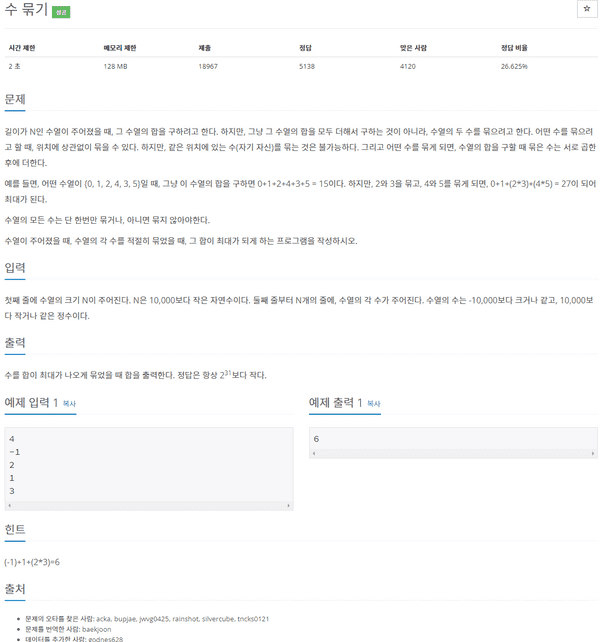 수 묶기 성공
시간 제한 메모리 제한 제출 정답 맞은 사람 정답 비율
2 초 128 MB 18967 5138 4120 26.625%
문제
길이가 N인 수열이 주어졌을 때, 그 수열의 합을 구하려고 한다. 하지만, 그냥 그 수열의 합을 모두 더해서 구하는 것이 아니라, 수열의 두 수를 묶으려고 한다. 어떤 수를 묶으려
고 할 때, 위치에 상관없이 묶을 수 있다. 하지만, 같은 위치에 있는 수(자기 자신)를 묶는 것은 불가능하다. 그리고 어떤 수를 묶게 되면, 수열의 합을 구할 때 묶은 수는 서로 곱한
후에 더한다.
예를 들면, 어떤 수열이 {0, 1, 2, 4, 3, 5}일 때, 그냥 이 수열의 합을 구하면 0+1+2+4+3+5 = 15이다. 하지만, 2와 3을 묶고, 4와 5를 묶게 되면, 0+1+(2*3)+(4*5) = 27이 되어
최대가 된다.
수열의 모든 수는 단 한번만 묶거나, 아니면 묶지 않아야한다.
수열이 주어졌을 때, 수열의 각 수를 적절히 묶었을 때, 그 합이 최대가 되게 하는 프로그램을 작성하시오.
입력
첫째 줄에 수열의 크기 N이 주어진다. N은 10,000보다 작은 자연수이다. 둘째 줄부터 N개의 줄에, 수열의 각 수가 주어진다. 수열의 수는 -10,000보다 크거나 같고, 10,000보
다 작거나 같은 정수이다.
출력
수를 합이 최대가 나오게 묶었을 때 합을 출력한다. 정답은 항상 2^31보다 작다.
예제 입력 1 복사
4
-1
2
1
3
예제 출력 1 복사
6
힌트
(-1)+1+(2*3)=6
출처
문제의 오타를 찾은 사람: acka, bupjae, jwvg0425, rainshot, silvercube, tncks0121
문제를 번역한 사람: baekjoon
데이터를 추가한 사람: godnes628